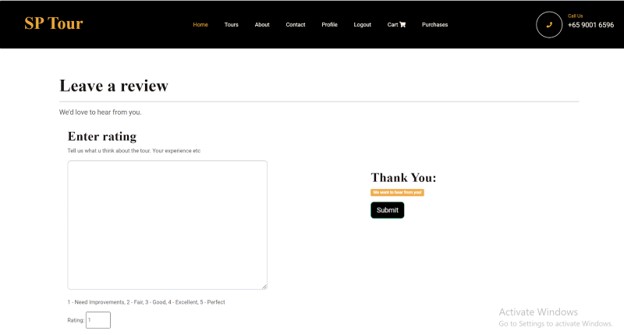 SP Tour
Home Tours About Contact Profile Logout Cart Purchases
Call Us
+65 9001 6596
Leave a review
We'd love to hear from you.
Enter rating
Tell us what u think about the tour. Your experience etc
Thank You:
We want to hear from you!
Submit
1 - Need Improvements, 2 - Fair, 3 - Good, 4 - Excellent, 5 - Perfect
Rating: 1
Activate Windows
Go to Settings to activate Windows.